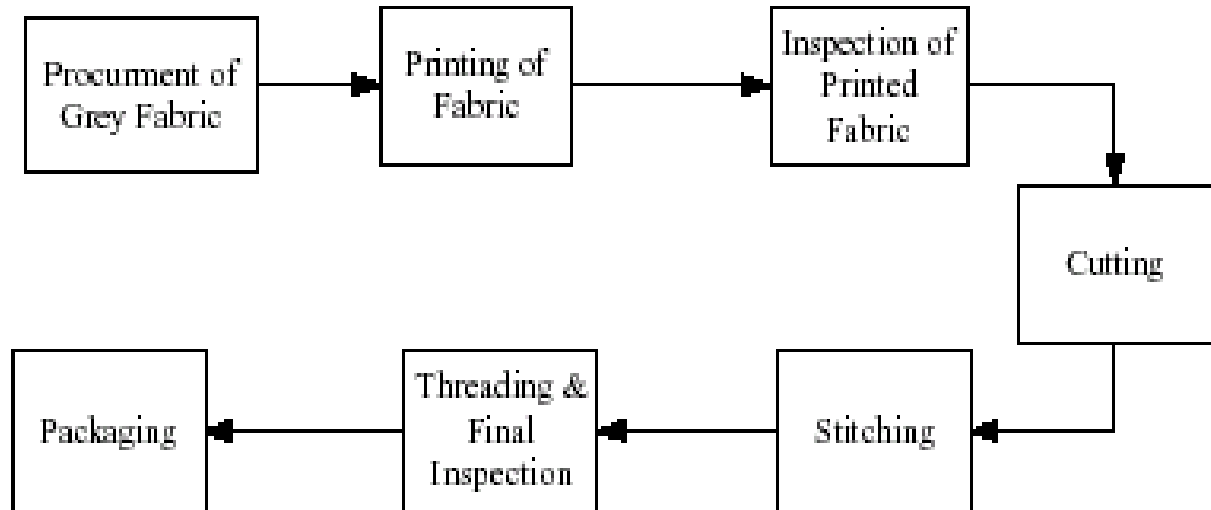 Procurment of
Grey Fabric
Printing of
Fabric
Inspection of
Printed
Fabric
Cutting
Stitching
Threading &
Final
Inspection
Packaging